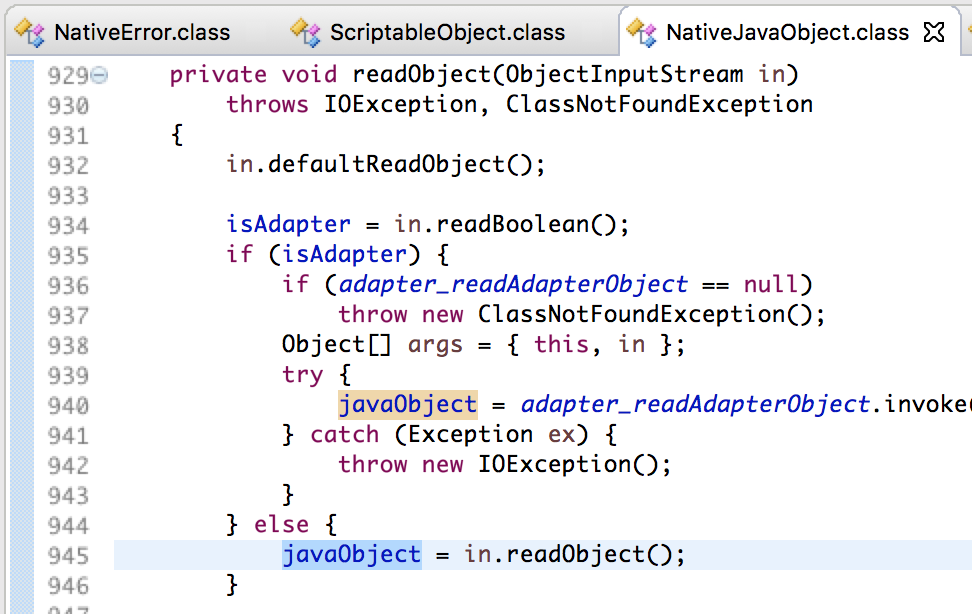 NativeError.class ScriptableObject.class NativeJavaObject.class
929 private void readObject(ObjectInputStream in)
930 throws IOException, ClassNotFoundException
931 {
932 in.defaultReadObject();
933
934 isAdapter = in.readBoolean();
935 if (isAdapter) {
936 if (adapter_readAdapterObject == null)
937 throw new ClassNotFoundException();
938 Object[] args = { this, in };
939 try {
940 javaObject = adapter_readAdapterObject.invoke(
941 } catch (Exception ex) {
942 throw new IOException();
943 }
944 } else {
945 javaObject = in.readObject();
946 }
947